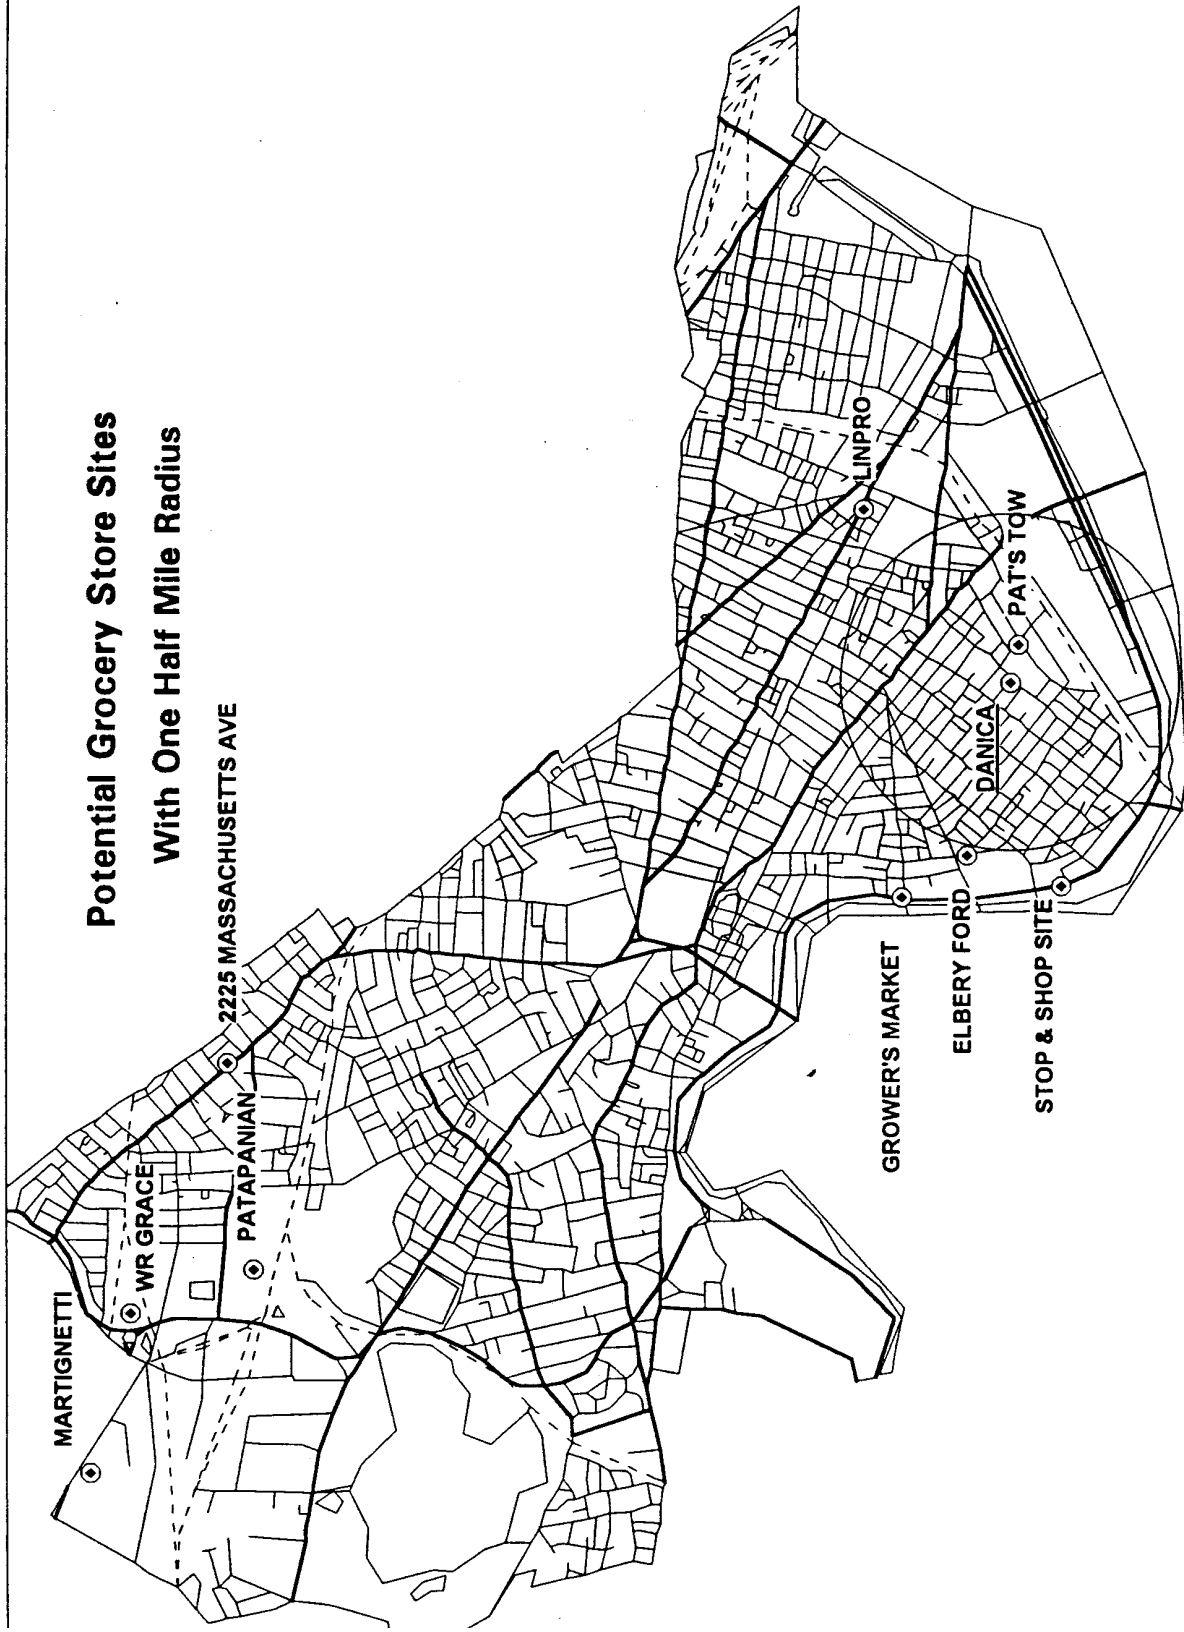 Potential Grocery Store Sites
With One Half Mile Radius
MARTIGNETTI
WR GRACE
PATAPANIAN
2225 MASSACHUSETTS AVE
LINPRO
PAT'S TOW
DANICA
GROWER'S MARKET
ELBERY FORD
STOP & SHOP SITE